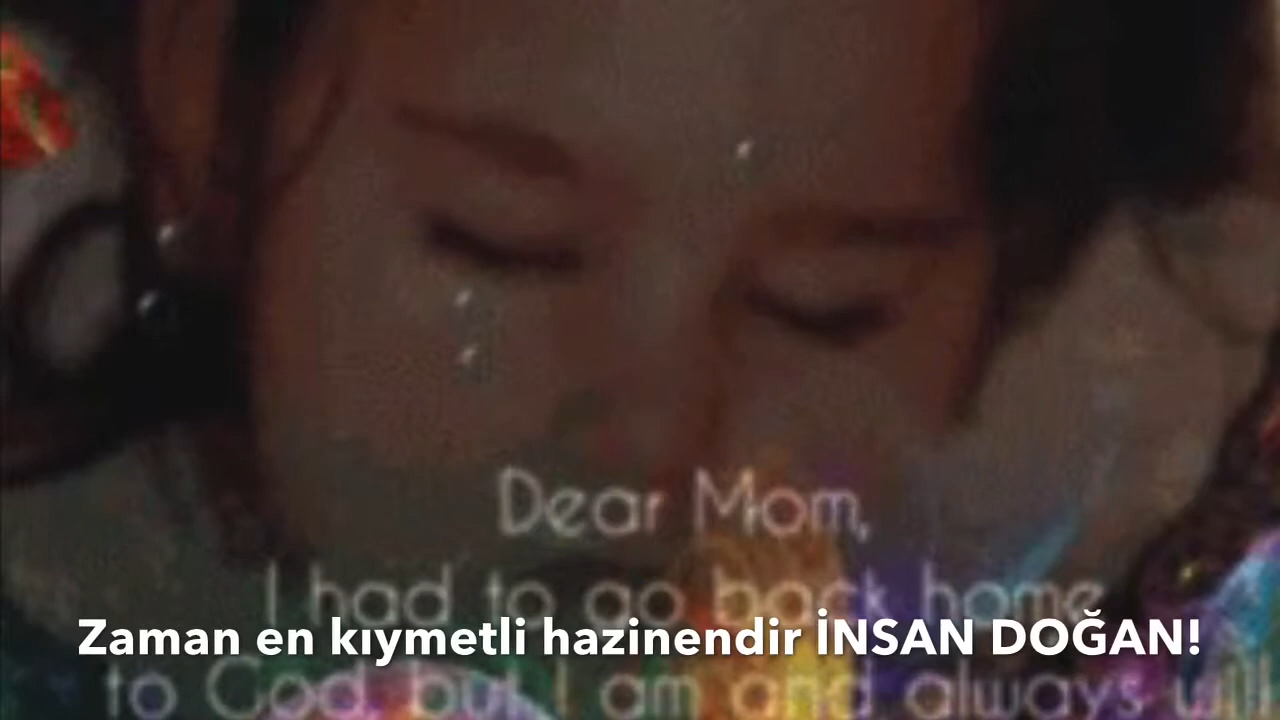 Dear Mom,
I had to go back home
Zaman en kıymetli hazinendir İNSAN DOĞAN!
to God, but I am and always will